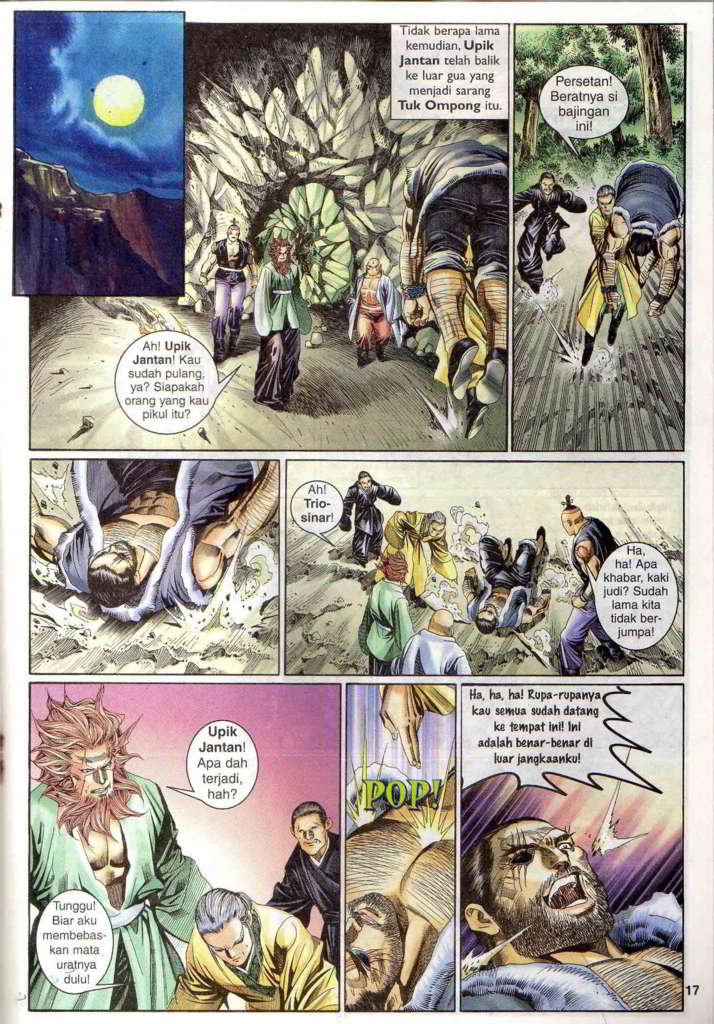 Tidak berapa lama
kemudian, Upik
Jantan telah balik
ke luar gua yang
menjadi sarang
Tuk Ompong itu.
Ah! Upik
Jantan! Kau
sudah pulang,
ya? Siapakah
orang yang kau
pikul itu?
Persetan!
Beratnya si
bajingan
ini!
Ah!
Trio-
sinar!
Ha,
ha! Apa
khabar, kaki
judi? Sudah
lama kita
tidak ber-
jumpa!
Upik
Jantan!
Apa dah
terjadi,
hah?
Tunggu!
Biar aku
membebas-
kan mata
uratnya
dulu!
POP!
Ha, ha, ha! Rupa-rupanya
kau semua sudah datang
ke tempat ini! Ini
adalah benar-benar di
luar jangkaanku!
17